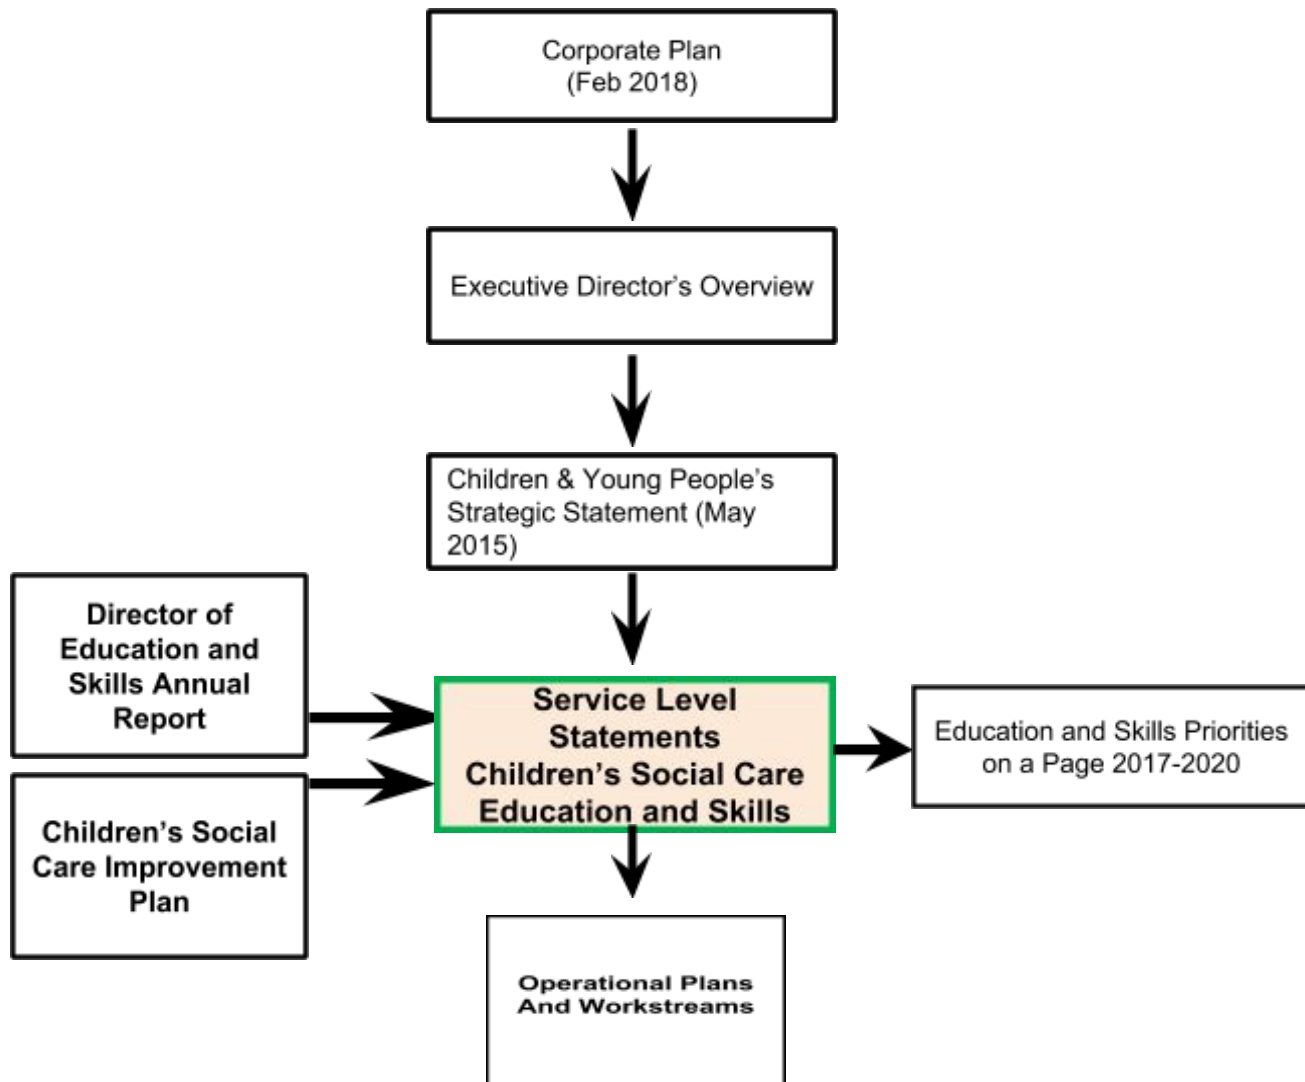 Corporate Plan
(Feb 2018)
Executive Director’s Overview
Children & Young People’s
Strategic Statement (May
2015)
Director of
Education and
Skills Annual
Report
Service Level
Statements
Children’s Social Care
Education and Skills
Education and Skills Priorities
on a Page 2017-2020
Children’s Social
Care Improvement
Plan
Operational Plans
And Workstreams